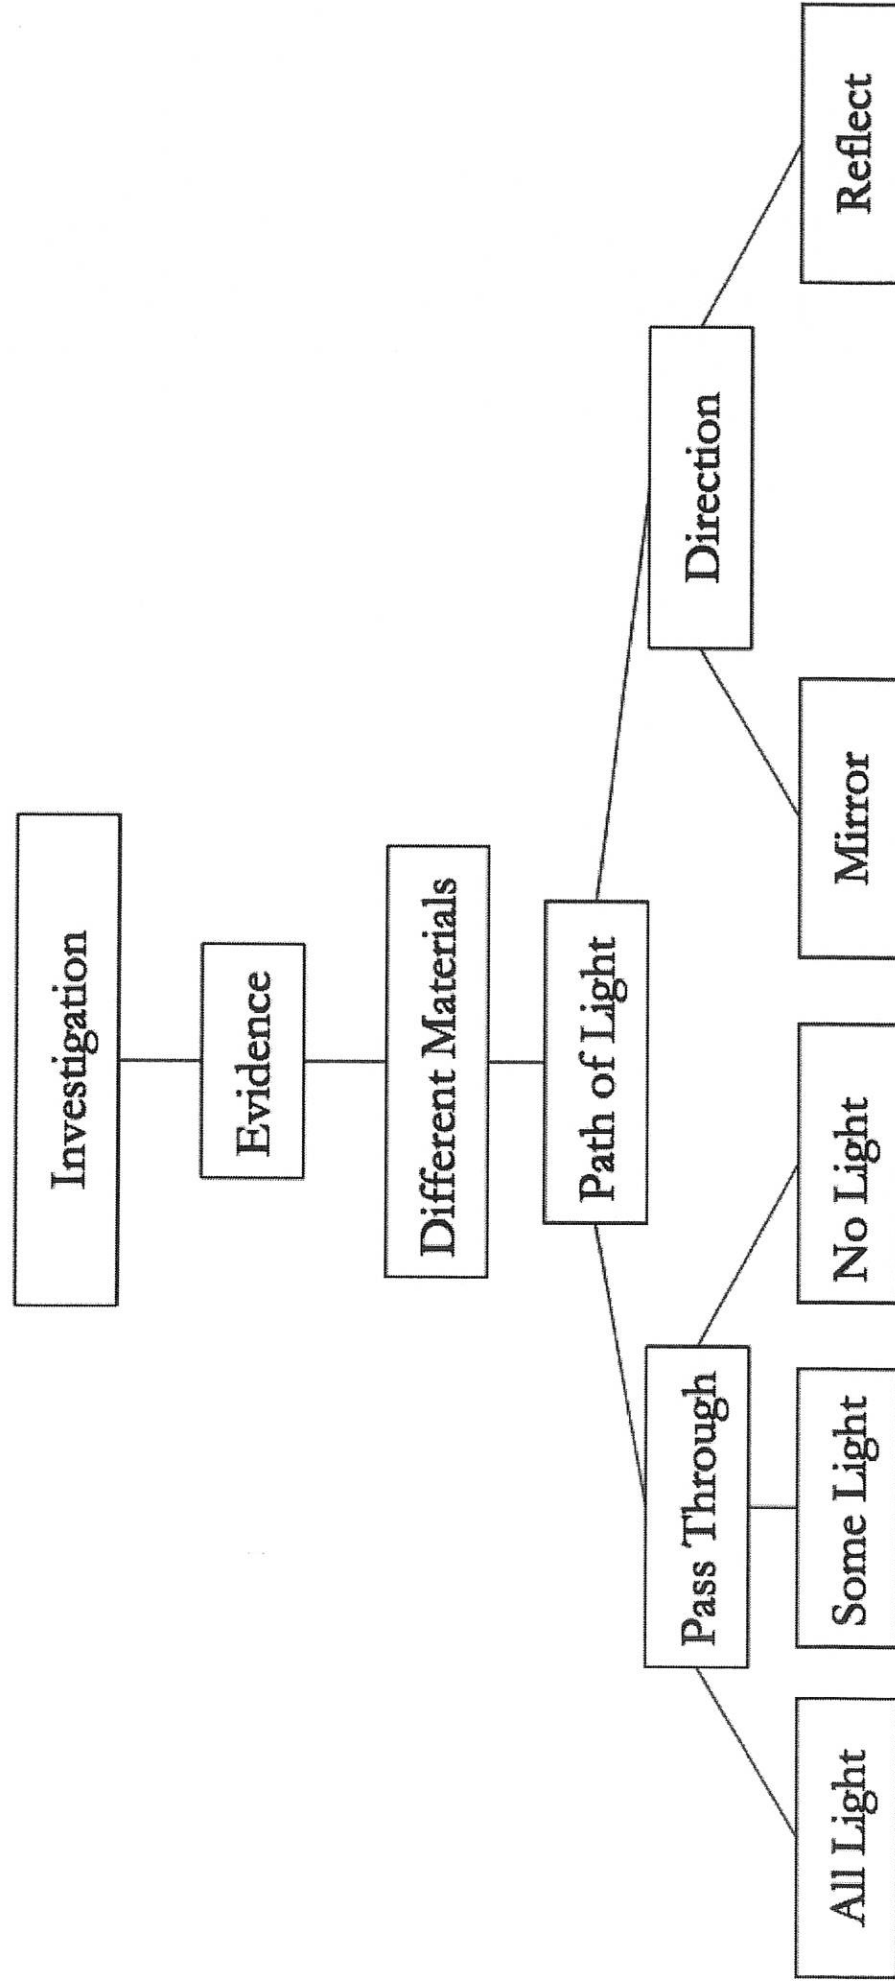 Investigation
Evidence
Different Materials
Path of Light
Pass Through
Direction
All Light
Some Light
No Light
Mirror
Reflect